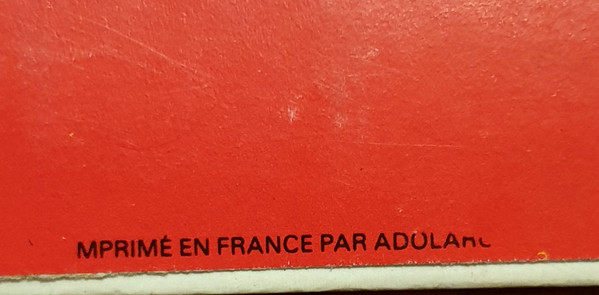 MPRIMÉ EN FRANCE PAR